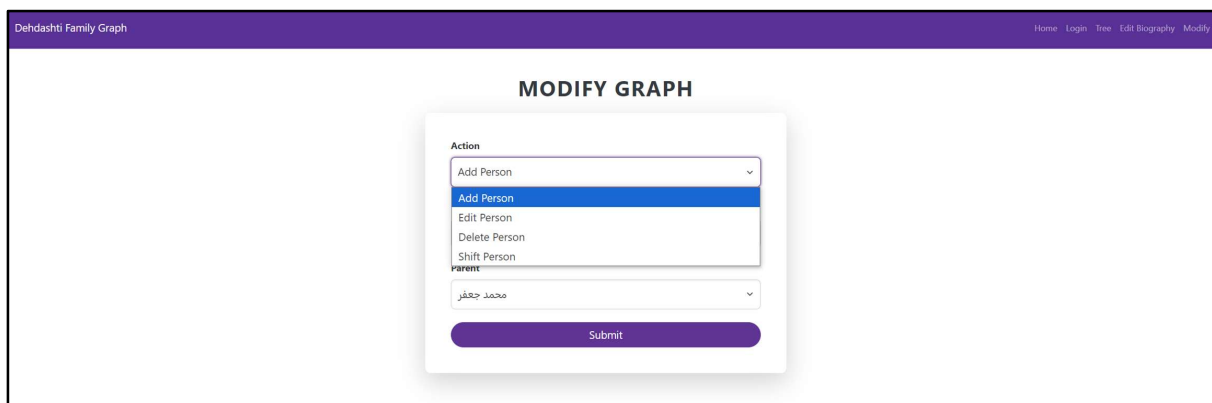 Dehdashti Family Graph
Home Login Tree Edit Biography Modify
MODIFY GRAPH
Action
Add Person
Add Person
Edit Person
Delete Person
Shift Person
Parent
محمد جعفر
Submit